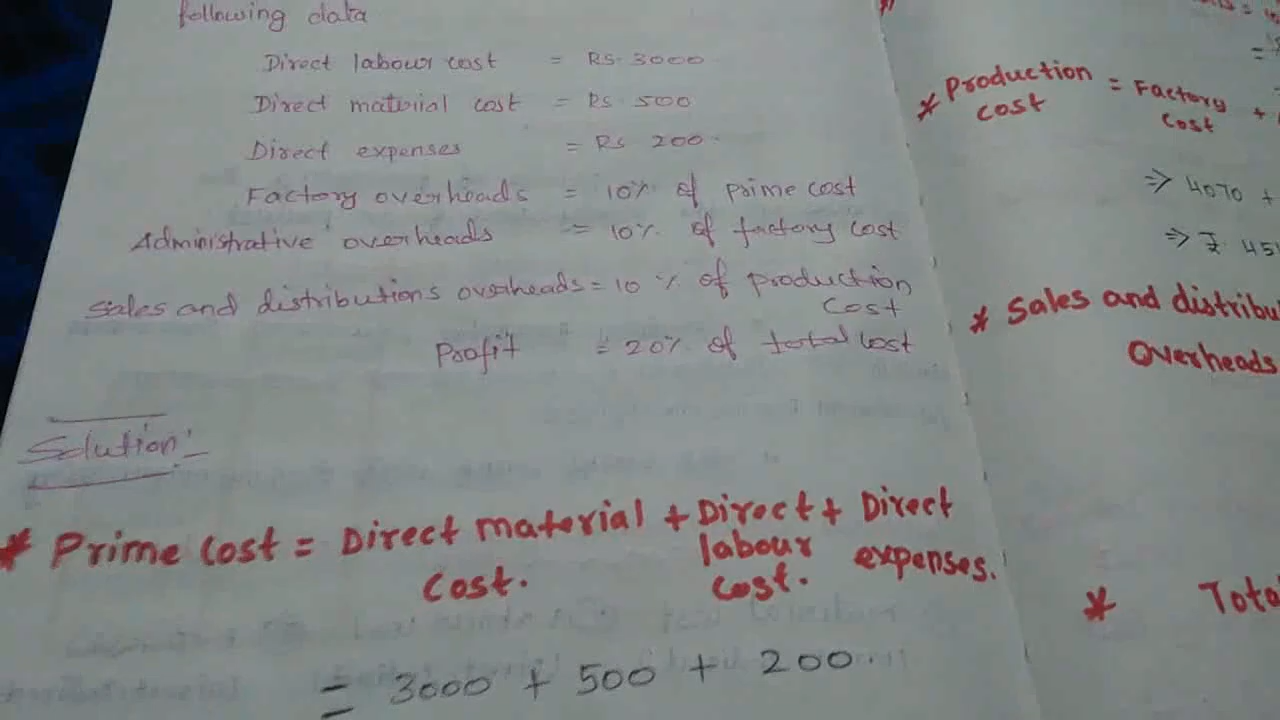 following data
Direct labour cost = Rs. 3000
Direct material cost = Rs 500
Direct expenses = Rs 200.
Factory overheads = 10% of prime cost
Administrative overheads = 10% of factory cost
Sales and distributions overheads = 10 % of production
cost
Profit = 20% of total cost
Solution:-
* Prime cost = Direct material + Direct + Direct
cost. labour expenses.
cost.
= 3000 + 500 + 200.
* Production = Factory +
cost cost
=> 4070 +
=> ₹
* Sales and
Overheads
*